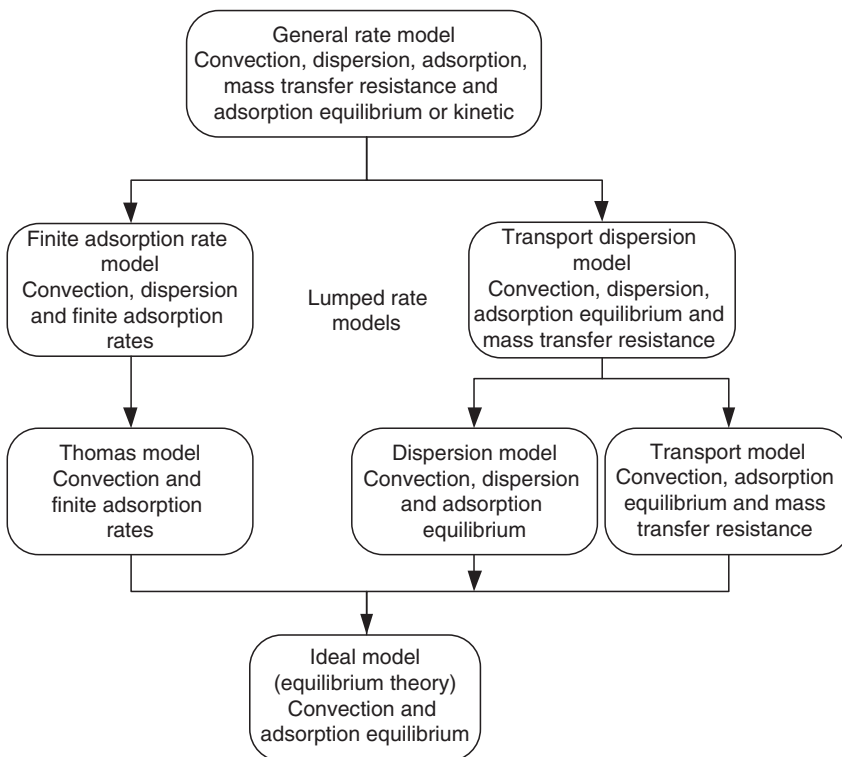 General rate model
Convection, dispersion, adsorption,
mass transfer resistance and
adsorption equilibrium or kinetic
Finite adsorption rate
model
Convection, dispersion
and finite adsorption
rates
Lumped rate
models
Transport dispersion
model
Convection, dispersion,
adsorption equilibrium and
mass transfer resistance
Thomas model
Convection and
finite adsorption
rates
Dispersion model
Convection, dispersion
and adsorption
equilibrium
Transport model
Convection, adsorption
equilibrium and mass
transfer resistance
Ideal model
(equilibrium theory)
Convection and
adsorption equilibrium